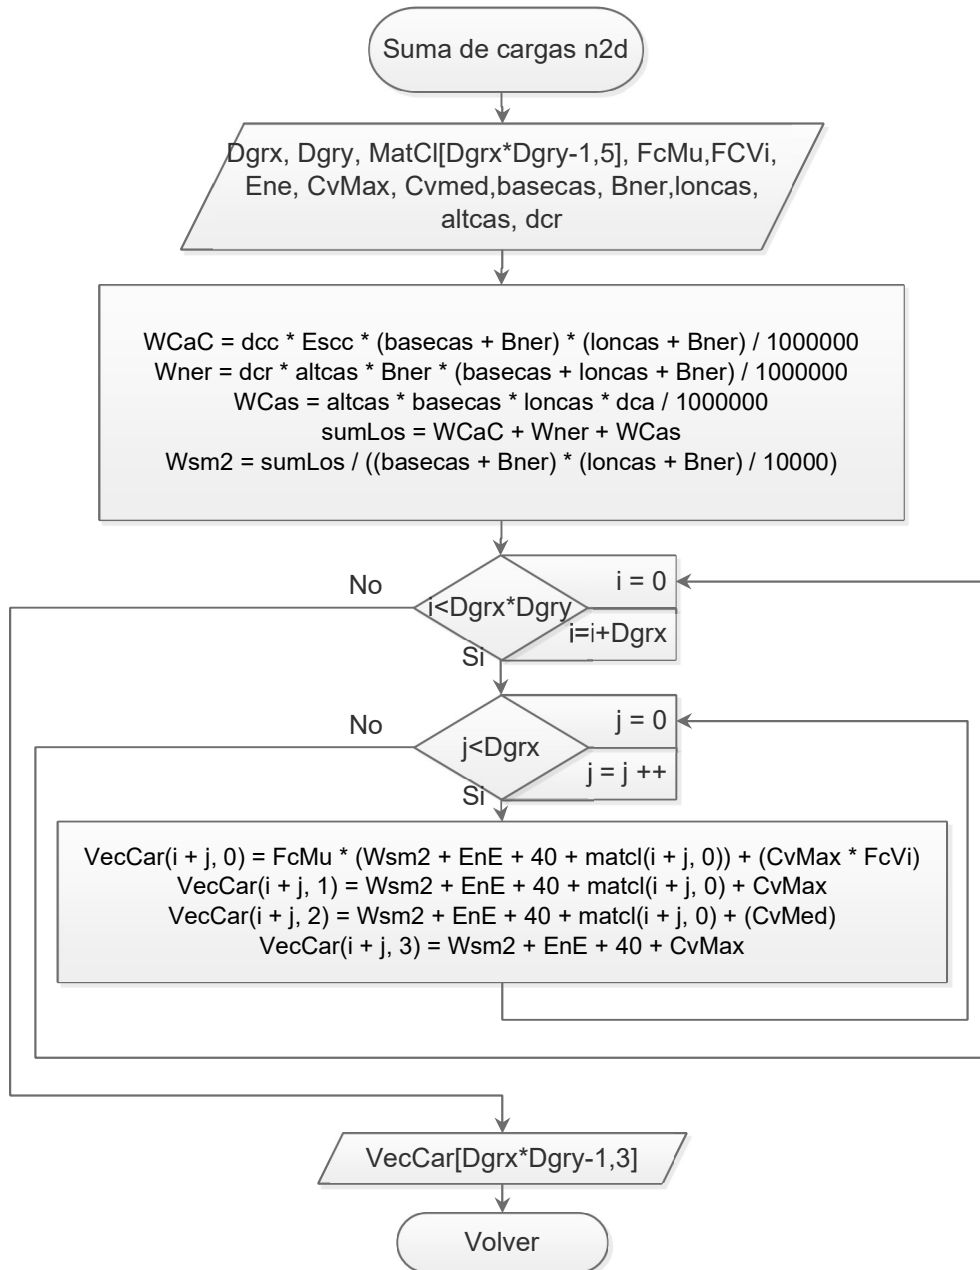 Suma de cargas n2d
Dgrx, Dgry, MatCl[Dgrx*Dgry-1,5], FcMu,FCVi,
Ene, CvMax, Cvmed,basecas, Bner,loncas,
altcas, dcr
WCaC = dcc * Escc * (basecas + Bner) * (loncas + Bner) / 1000000
Wner = dcr * altcas * Bner * (basecas + loncas + Bner) / 1000000
WCas = altcas * basecas * loncas * dca / 1000000
sumLos = WCaC + Wner + WCas
Wsm2 = sumLos / ((basecas + Bner) * (loncas + Bner) / 10000)
No
i<Dgrx*Dgry
i = 0
i=i+Dgrx
Si
No
j<Dgrx
j = 0
j = j ++
Si
VecCar(i + j, 0) = FcMu * (Wsm2 + EnE + 40 + matcl(i + j, 0)) + (CvMax * FcVi)
VecCar(i + j, 1) = Wsm2 + EnE + 40 + matcl(i + j, 0) + CvMax
VecCar(i + j, 2) = Wsm2 + EnE + 40 + matcl(i + j, 0) + (CvMed)
VecCar(i + j, 3) = Wsm2 + EnE + 40 + CvMax
VecCar[Dgrx*Dgry-1,3]
Volver